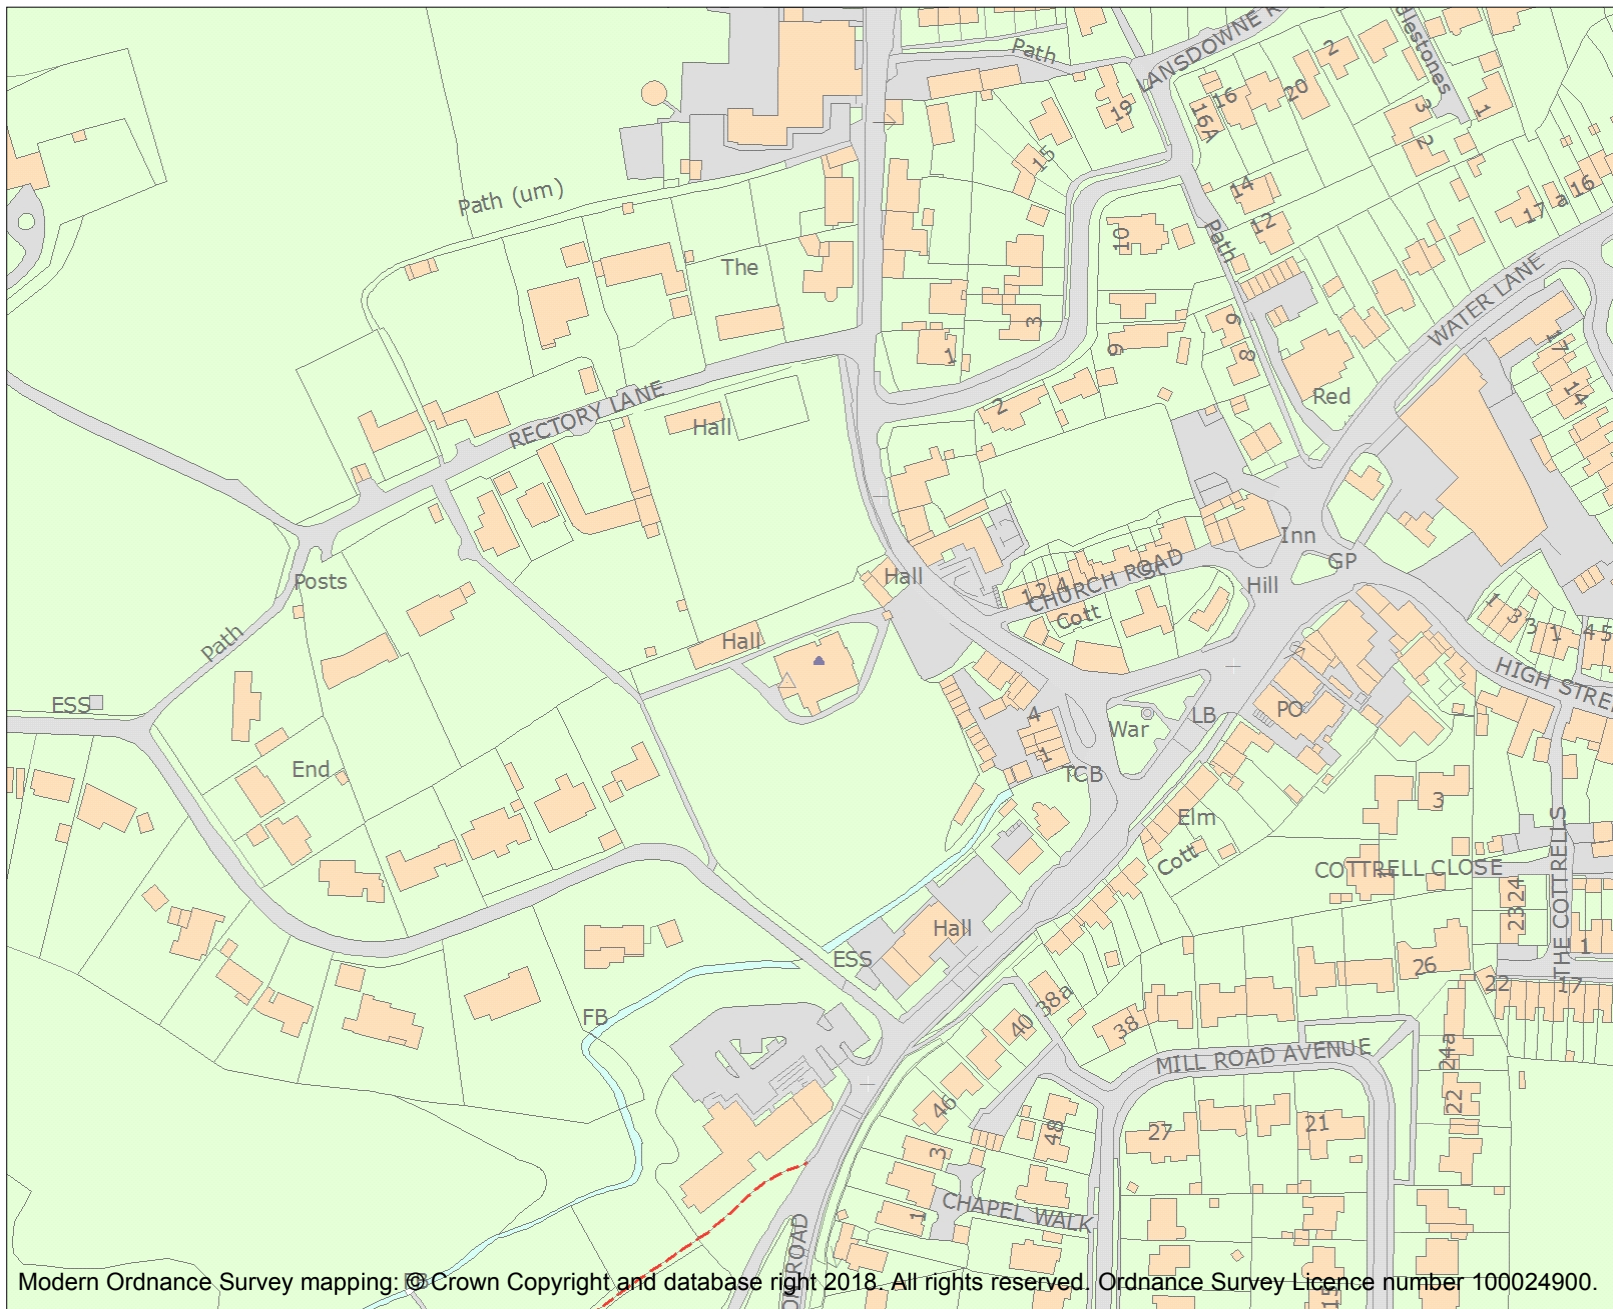 Path
LANSDOWNE R
dlestones
2
20
16
16A
19
3
1
2
15
Path (um)
14
12
17 a 16
10
Path
The
WATER LANE
3
1
9
8
6
17
14
Red
2
RECTORY LANE
Hall
Inn
GP
Hill
Hall
CHURCH ROAD
1 2 4
Cott
Posts
Path
Hall
1
3
3
1
4
5
HIGH STRE
ESS
4
1
War
LB
PO
TCB
End
Elm
Cott
3
COTTRELL CLOSE
THE COTTRELLS
24
23
1
Hall
ESS
26
22
17
FB
38a
40
38
MILL ROAD AVENUE
24a
22
46
48
27
21
3
1
CHAPEL WALK
ROAD
15
Modern Ordnance Survey mapping: © Crown Copyright and database right 2018. All rights reserved. Ordnance Survey Licence number 100024900.